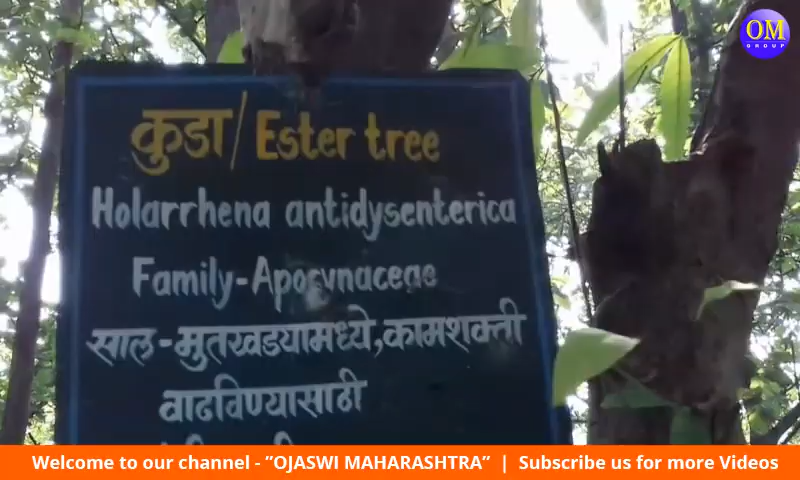 OM
GROUP
कुडा/Ester tree
Holarrhena antidysenterica
Family-Apocynaceae
साल-मुतखडयामध्ये,कामशक्ती
वाढविण्यासाठी
Welcome to our channel - ”OJASWI MAHARASHTRA” | Subscribe us for more Videos